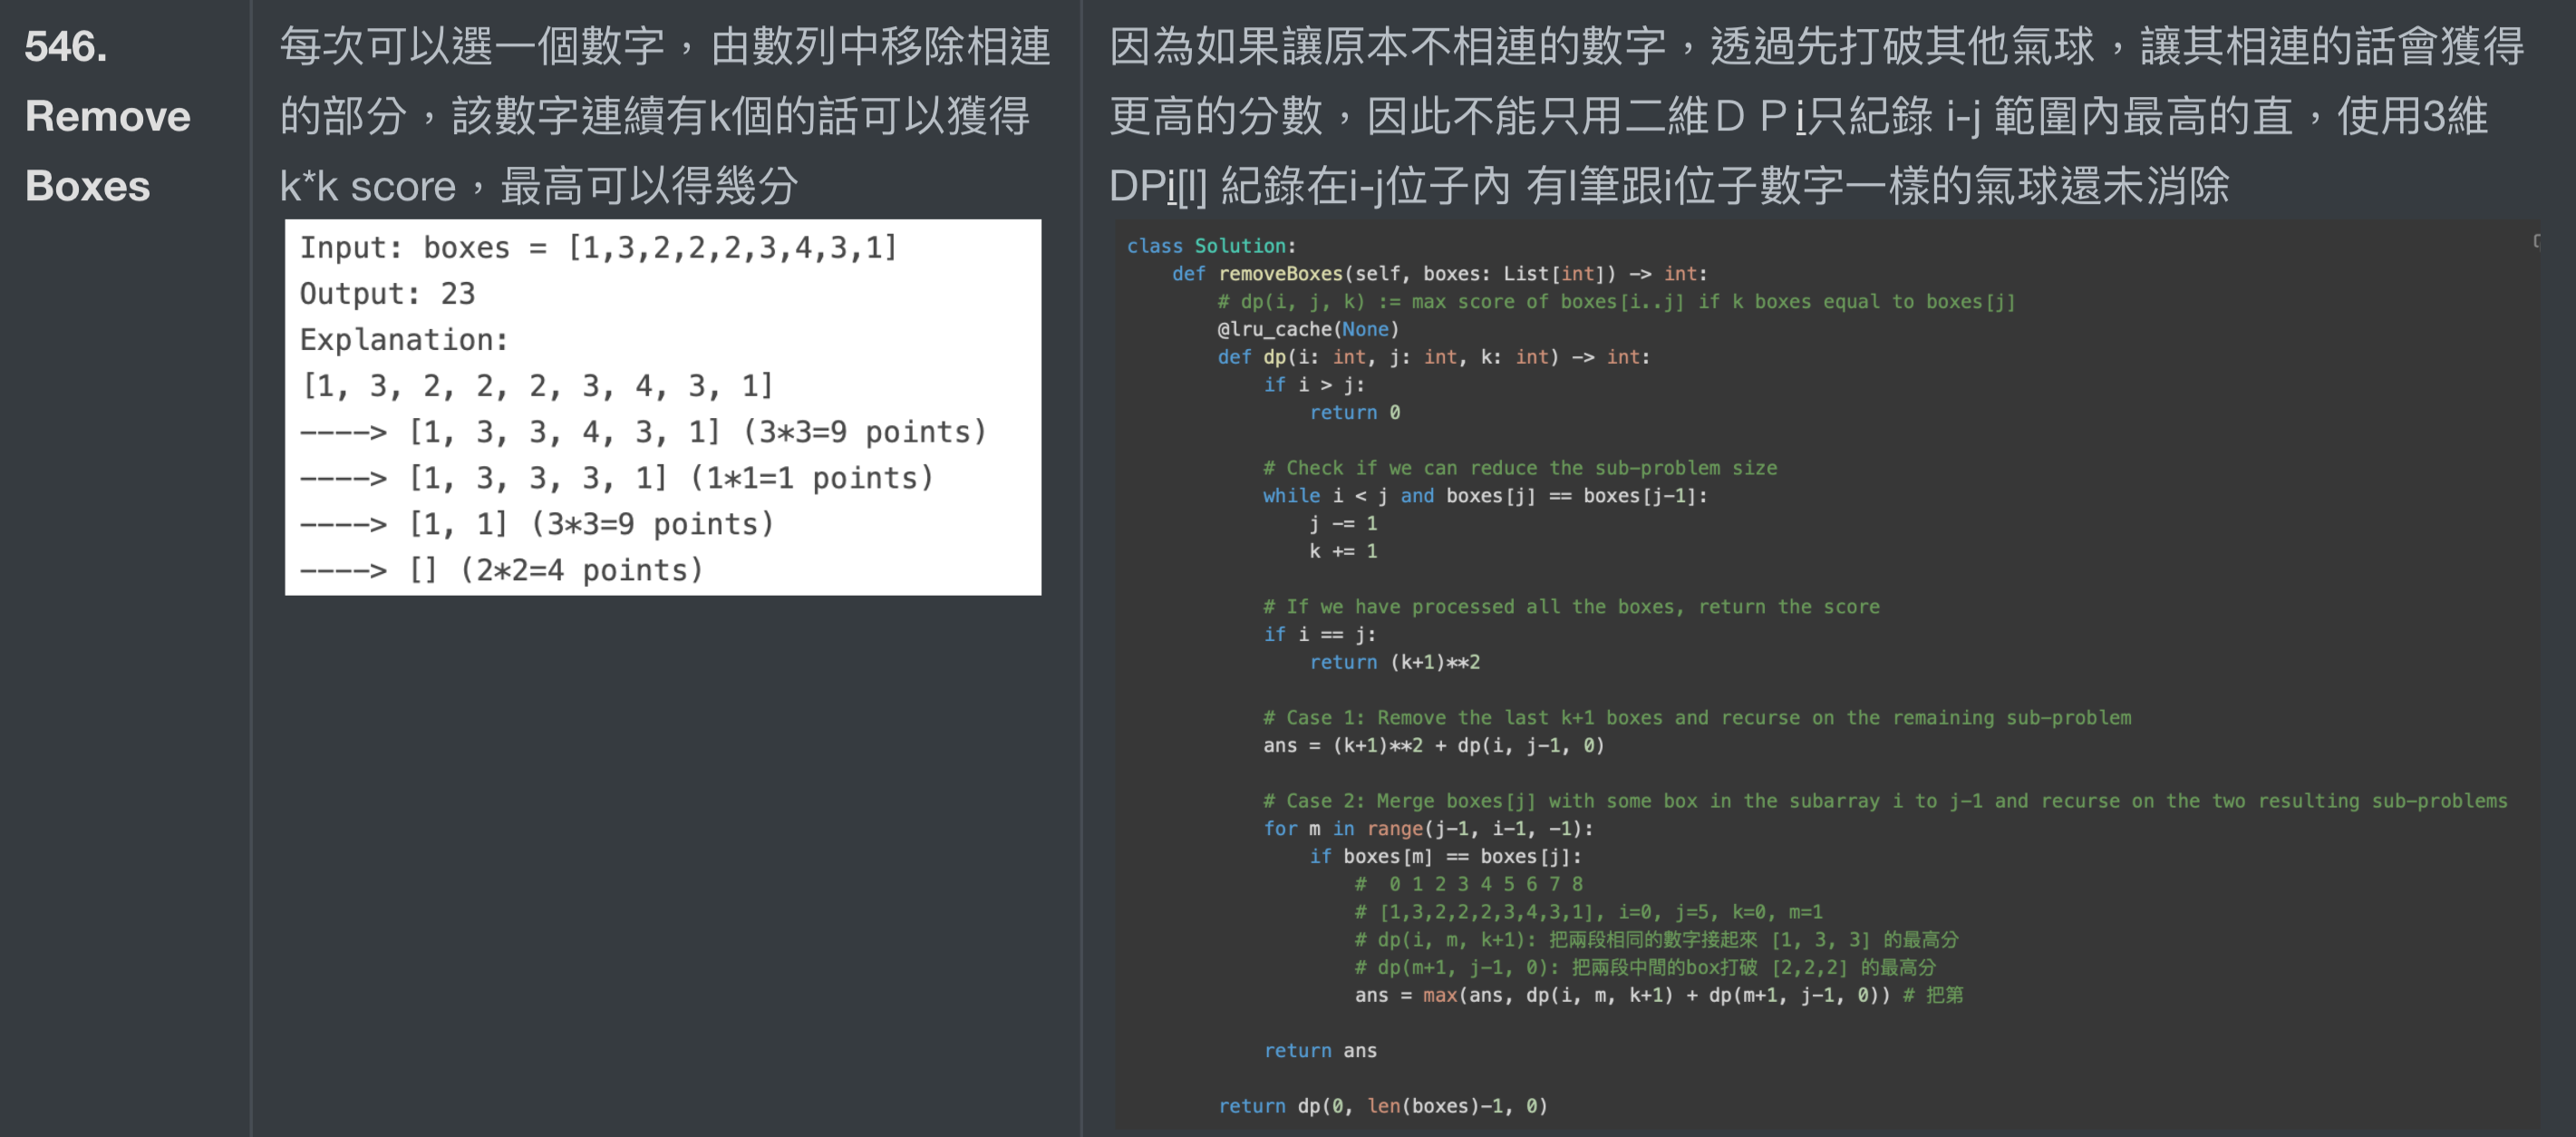 546.
Remove
Boxes
每次可以選一個數字，由數列中移除相連
的部分，該數字連續有k個的話可以獲得
k*k score，最高可以得幾分
Input: boxes = [1,3,2,2,2,3,4,3,1]
Output: 23
Explanation:
[1, 3, 2, 2, 2, 3, 4, 3, 1]
----> [1, 3, 3, 4, 3, 1] (3*3=9 points)
----> [1, 3, 3, 3, 1] (1*1=1 points)
----> [1, 1] (3*3=9 points)
----> [] (2*2=4 points)
因為如果讓原本不相連的數字，透過先打破其他氣球，讓其相連的話會獲得
更高的分數，因此不能只用二維ＤＰi只紀錄 i-j 範圍內最高的直，使用3維
DPi[l] 紀錄在i-j位子內 有l筆跟i位子數字一樣的氣球還未消除
class Solution:
    def removeBoxes(self, boxes: List[int]) -> int:
        # dp(i, j, k) := max score of boxes[i..j] if k boxes equal to boxes[j]
        @lru_cache(None)
        def dp(i: int, j: int, k: int) -> int:
            if i > j:
                return 0
            # Check if we can reduce the sub-problem size
            while i < j and boxes[j] == boxes[j-1]:
                j -= 1
                k += 1
            # If we have processed all the boxes, return the score
            if i == j:
                return (k+1)**2
            # Case 1: Remove the last k+1 boxes and recurse on the remaining sub-problem
            ans = (k+1)**2 + dp(i, j-1, 0)
            # Case 2: Merge boxes[j] with some box in the subarray i to j-1 and recurse on the two resulting sub-problems
            for m in range(j-1, i-1, -1):
                if boxes[m] == boxes[j]:
                    #  0 1 2 3 4 5 6 7 8
                    # [1,3,2,2,2,3,4,3,1], i=0, j=5, k=0, m=1
                    # dp(i, m, k+1): 把兩段相同的數字接起來 [1, 3, 3] 的最高分
                    # dp(m+1, j-1, 0): 把兩段中間的box打破 [2,2,2] 的最高分
                    ans = max(ans, dp(i, m, k+1) + dp(m+1, j-1, 0)) # 把第
            return ans
        return dp(0, len(boxes)-1, 0)